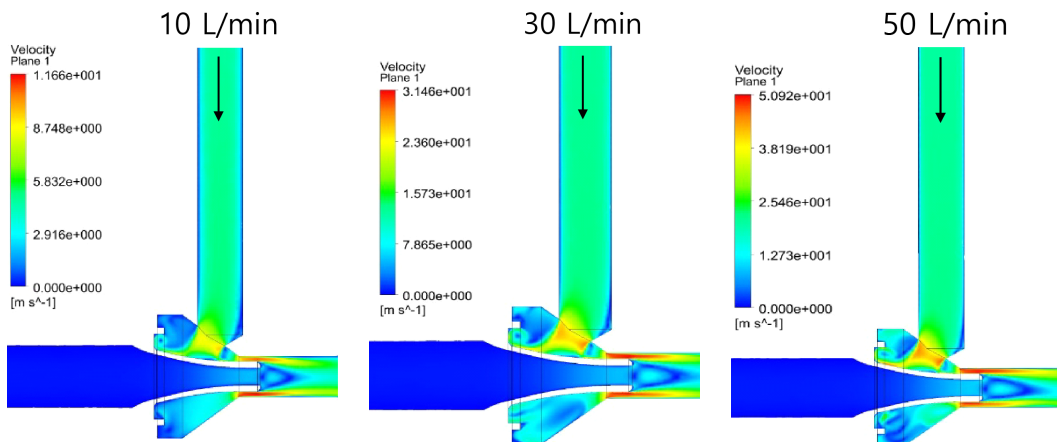 10 L/min
30 L/min
50 L/min
Velocity
Plane 1
1.166e+001
8.748e+000
5.832e+000
2.916e+000
0.000e+000
[m s^-1]
Velocity
Plane 1
3.146e+001
2.360e+001
1.573e+001
7.865e+000
0.000e+000
[m s^-1]
Velocity
Plane 1
5.092e+001
3.819e+001
2.546e+001
1.273e+001
0.000e+000
[m s^-1]